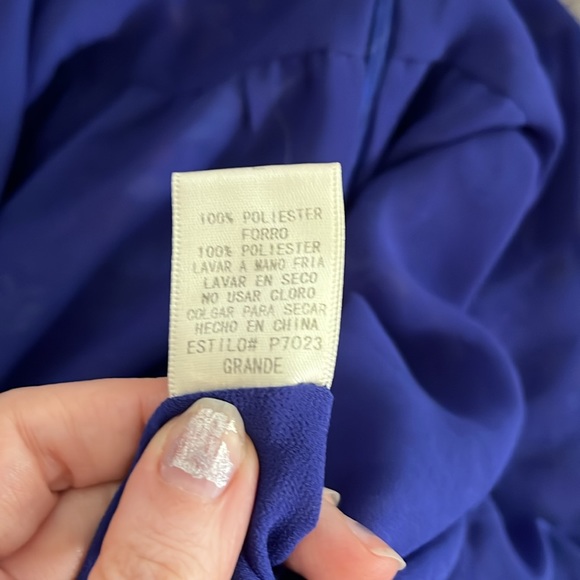 100% POLIESTER
FORRO
100% POLIESTER
LAVAR A MANO FRIA
LAVAR EN SECO
NO USAR CLORO
COLGAR PARA SECAR
HECHO EN CHINA
ESTILO# P7023
GRANDE